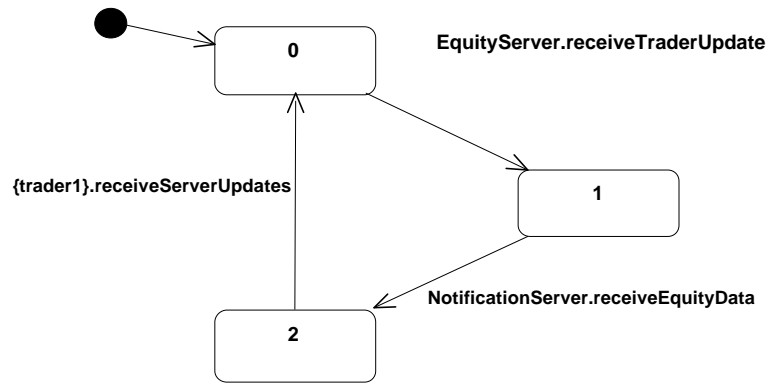 0
EquityServer.receiveTraderUpdate
{trader1}.receiveServerUpdates
1
NotificationServer.receiveEquityData
2